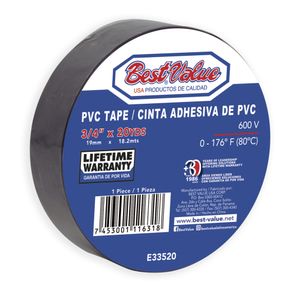 Best Value
USA PRODUCTOS DE CALIDAD
PVC TAPE / CINTA ADHESIVA DE PVC
3/4" x 20YDS
19mm x 18.2mts
600 V
0 - 176° F (80°C)
LIFETIME
WARRANTY
GARANTIA DE POR VIDA
1986
1 Piece / 1 Pieza
7 453001 116318
www.best-value.net
BestValue
E33520